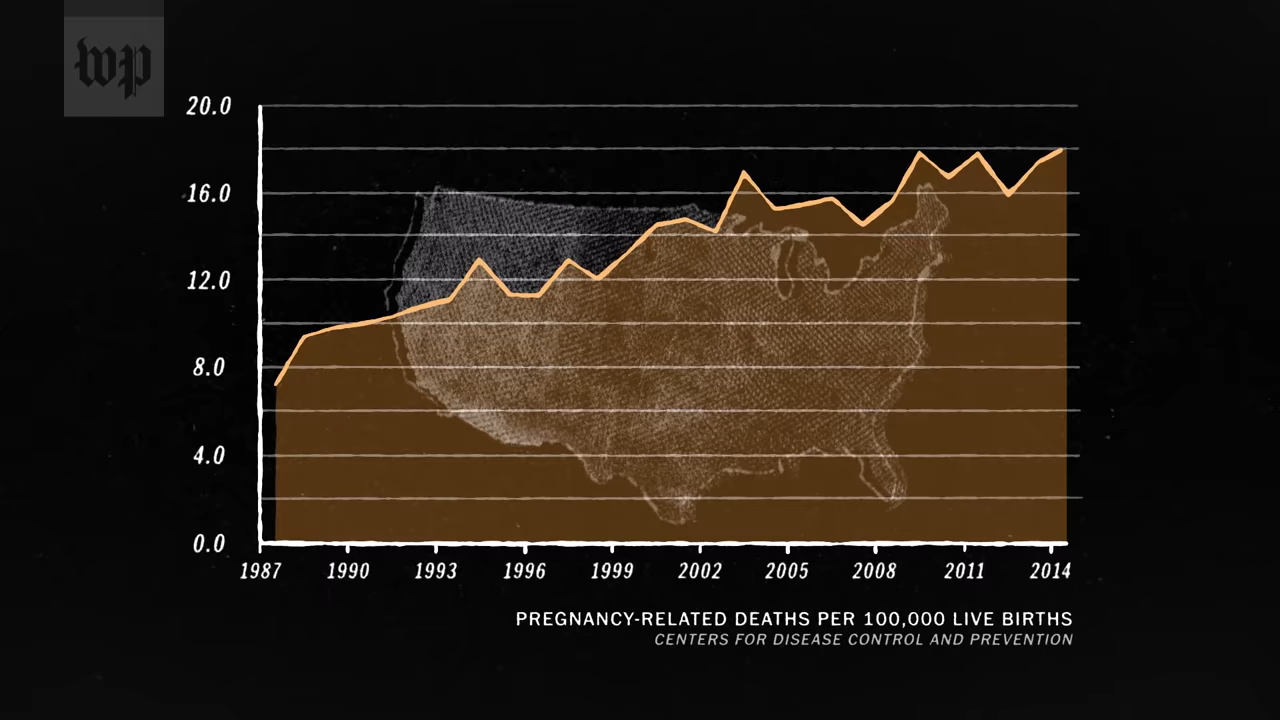 wp
20.0
16.0
12.0
8.0
4.0
0.0
1987 1990 1993 1996 1999 2002 2005 2008 2011 2014
PREGNANCY-RELATED DEATHS PER 100,000 LIVE BIRTHS
CENTERS FOR DISEASE CONTROL AND PREVENTION